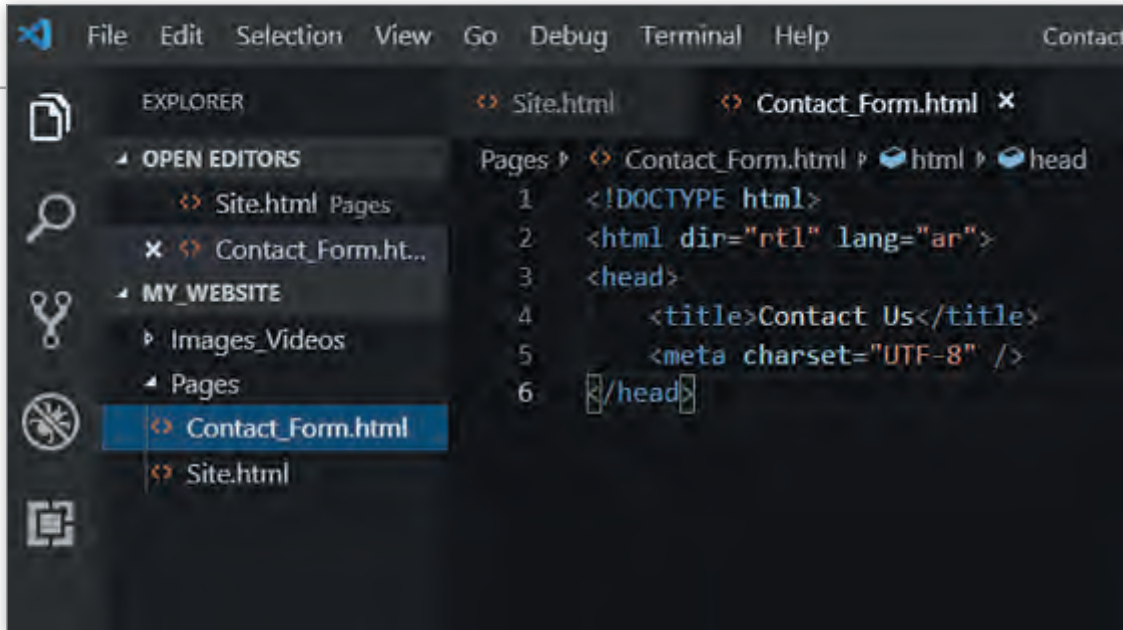 File Edit Selection View Go Debug Terminal Help Contact
EXPLORER
OPEN EDITORS
Site.html Pages
Contact_Form.ht...
MY_WEBSITE
Images_Videos
Pages
Contact_Form.html
Site.html
Site.html Contact_Form.html
Pages Contact_Form.html html head
1 <!DOCTYPE html>
2 <html dir="rtl" lang="ar">
3 <head>
4 <title>Contact Us</title>
5 <meta charset="UTF-8" />
6 </head>